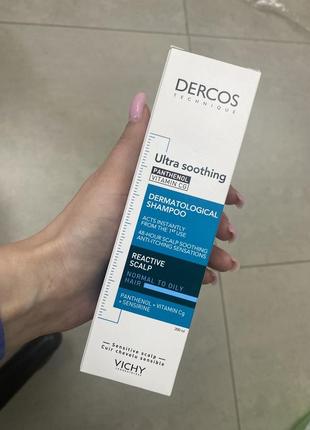 DERCOS
TECHNIQUE
Ultra soothing
PANTHENOL
VITAMIN CG
DERMATOLOGICAL
SHAMPOO
ACTS INSTANTLY
FROM THE 1ST USE
48-HOUR SCALP SOOTHING
ANTI-ITCHING SENSATIONS
REACTIVE
SCALP
NORMAL TO OILY
HAIR
PANTHENOL + VITAMIN Cg
+ SENSIRINE
200 ml
Sensitive scalp
Cuir chevelu sensible
VICHY
LABORATOIRES